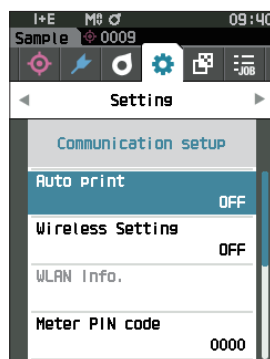 I+E M0 09:40
Sample 0009
-JOB
Setting
Communication setup
Auto print
OFF
Wireless Setting
OFF
WLAN Info.
Meter PIN code
0000